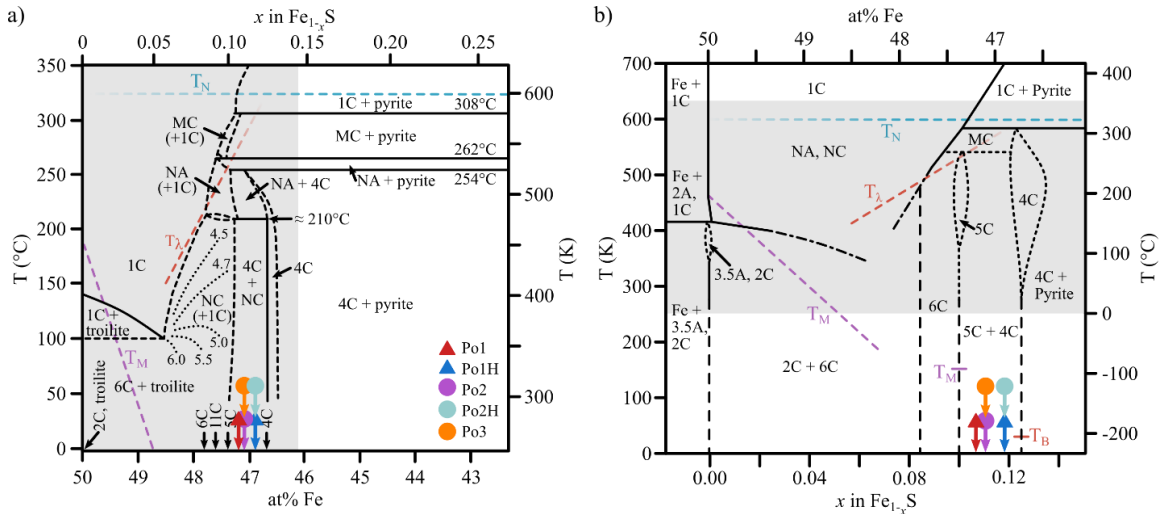 a)
x in Fe1-xS
0 0.05 0.10 0.15 0.20 0.25
350
300
250
200
150
100
50
0
T (°C)
TN
1C + pyrite
308°C
MC
(+1C)
MC + pyrite
262°C
NA
(+1C)
NA + 4C
NA + pyrite
254°C
≈ 210°C
Tλ
4.5
4.7
1C
4C
+
NC
4C
NC
(+1C)
4C + pyrite
1C +
troilite
5.0
6.0
5.5
TM
6C + troilite
2C, troilite
6C
11C
5C
4C
Po1
Po1H
Po2
Po2H
Po3
600
500
400
300
T (K)
50 49 48 47 46 45 44 43
at% Fe
b)
at% Fe
50 49 48 47
700
600
500
400
300
200
100
0
T (K)
Fe +
1C
1C
1C + Pyrite
TN
MC
NA, NC
Fe +
2A,
1C
Tλ
5C
4C
3.5A, 2C
4C +
Pyrite
6C
Fe +
3.5A,
2C
TM
5C + 4C
2C + 6C
TM
TB
400
300
200
100
0
-100
-200
T (°C)
0.00 0.04 0.08 0.12
x in Fe1-xS